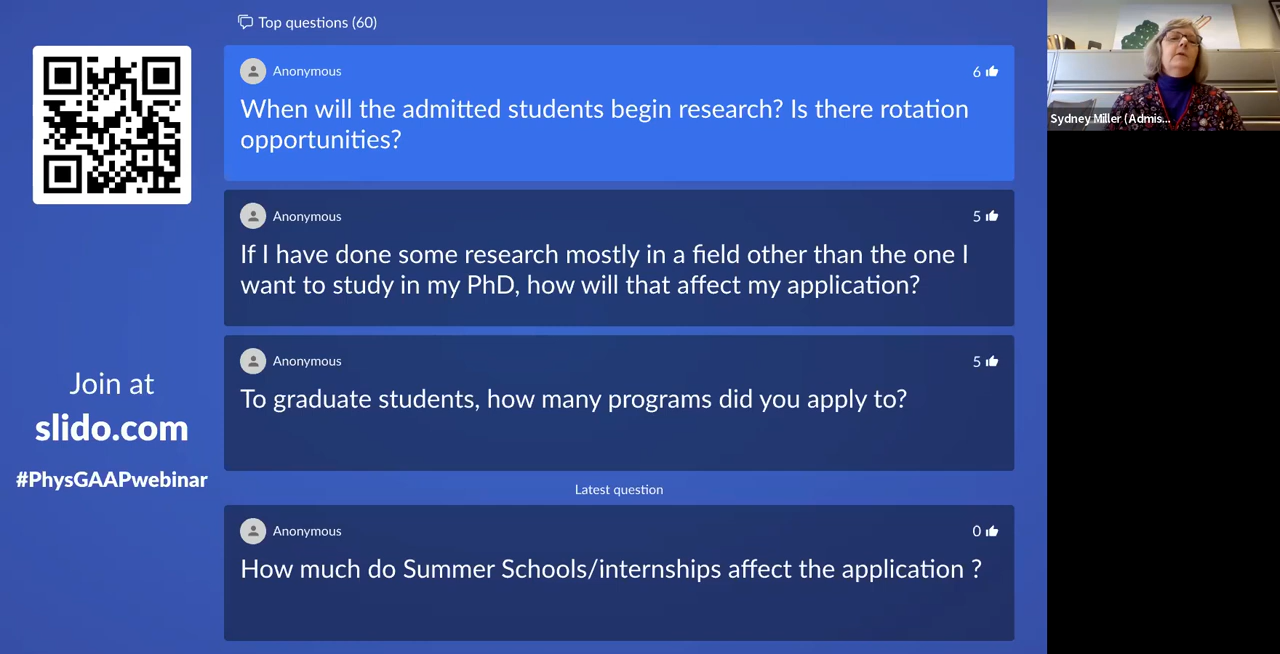 Top questions (60)
Anonymous
6
When will the admitted students begin research? Is there rotation
opportunities?
Anonymous
5
If I have done some research mostly in a field other than the one I
want to study in my PhD, how will that affect my application?
Anonymous
5
To graduate students, how many programs did you apply to?
Latest question
Anonymous
0
How much do Summer Schools/internships affect the application ?
Join at
slido.com
#PhysGAAPwebinar
Sydney Miller (Admis...